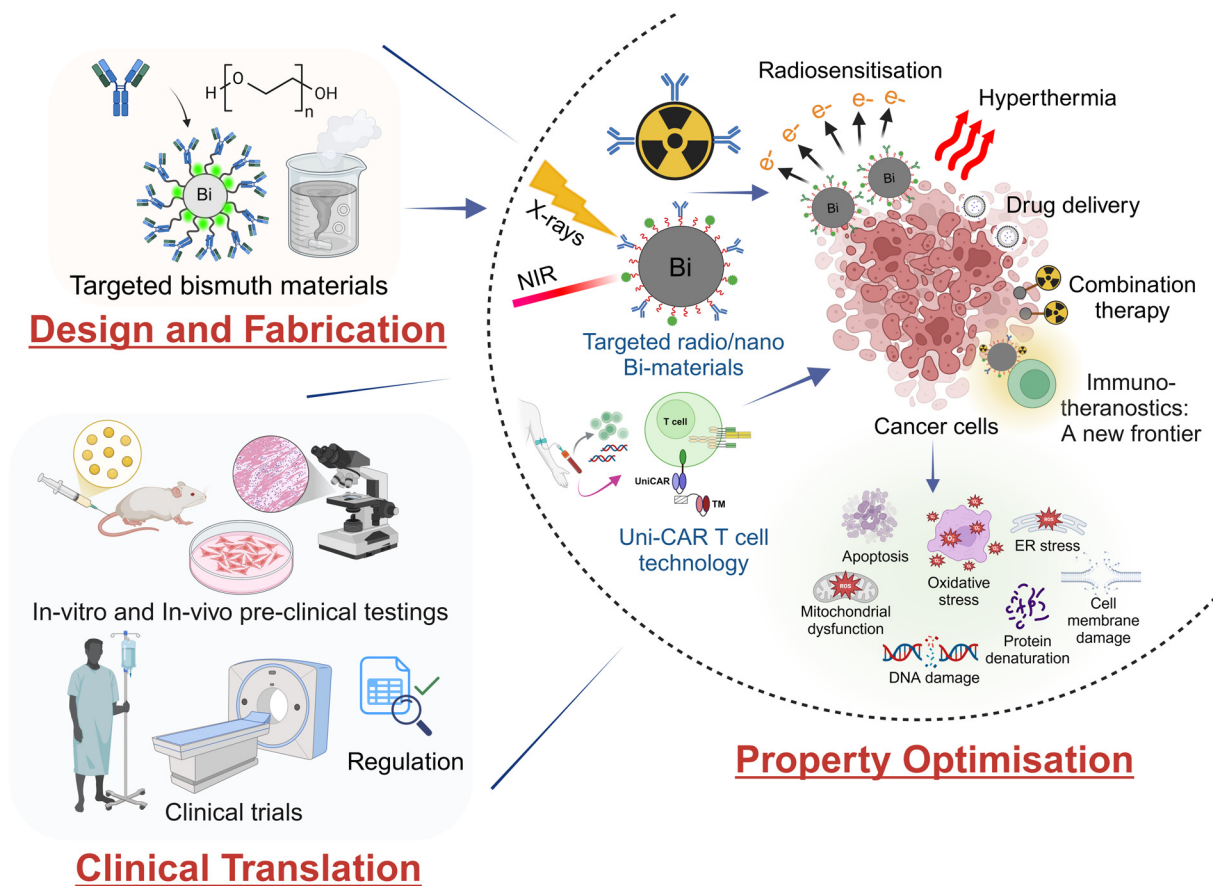 H
O
OH
n
Bi
Targeted bismuth materials
Design and Fabrication
X-rays
NIR
Bi
Targeted radio/nano
Bi-materials
T cell
UniCAR
TM
Uni-CAR T cell
technology
Radiosensitisation
e-
e-
e-
e-
e-
e-
Bi
Bi
Hyperthermia
Drug delivery
Combination
therapy
Immuno-
theranostics:
A new frontier
Cancer cells
Apoptosis
Oxidative
stress
ROS
ER stress
ROS
Mitochondrial
dysfunction
DNA damage
Protein
denaturation
Cell
membrane
damage
Property Optimisation
In-vitro and In-vivo pre-clinical testings
Clinical trials
Regulation
Clinical Translation